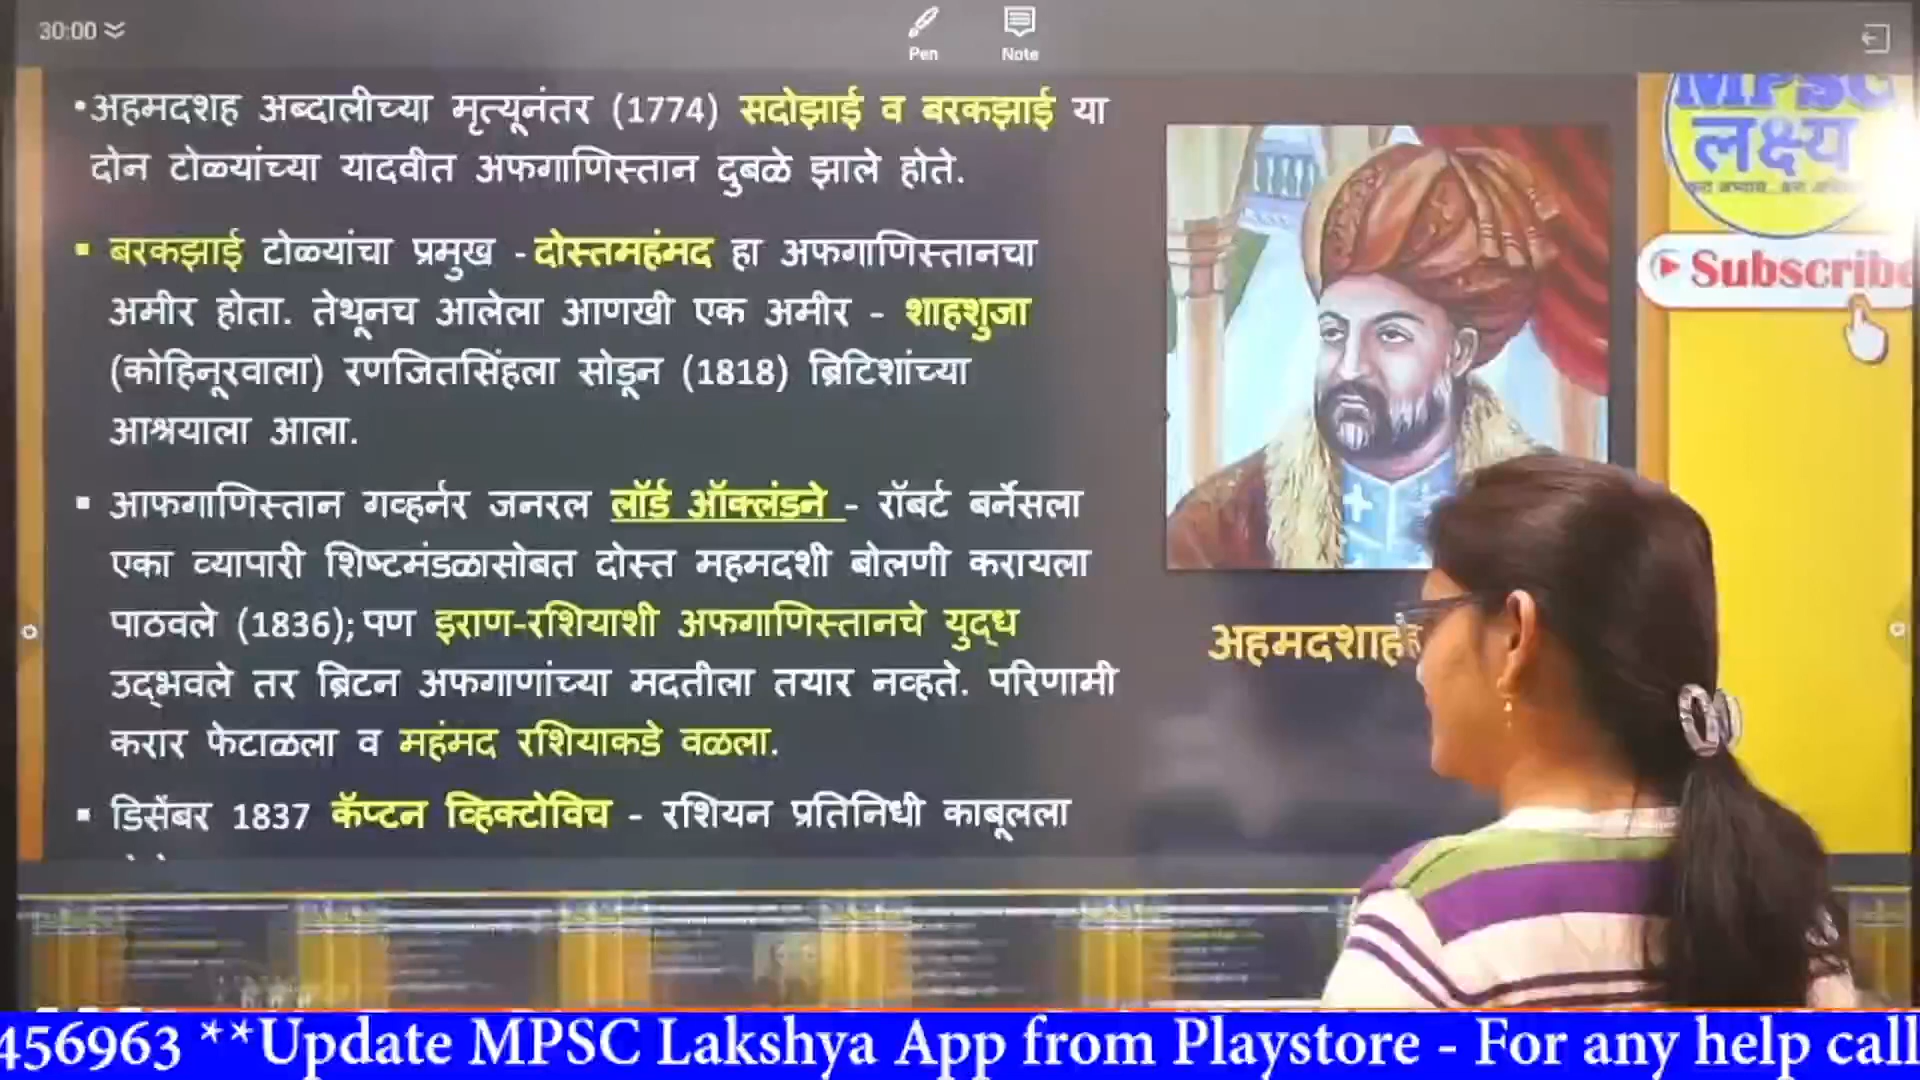 30:00
Pen
Note
•अहमदशह अब्दालीच्या मृत्यूनंतर (1774) सदोझाई व बरकझाई या
दोन टोळ्यांच्या यादवीत अफगाणिस्तान दुबळे झाले होते.
▪ बरकझाई टोळ्यांचा प्रमुख -दोस्तमहंमद हा अफगाणिस्तानचा
अमीर होता. तेथूनच आलेला आणखी एक अमीर - शाहशुजा
(कोहिनूरवाला) रणजितसिंहला सोडून (1818) ब्रिटिशांच्या
आश्रयाला आला.
▪ आफगाणिस्तान गव्हर्नर जनरल लॉर्ड ऑक्लंडने - रॉबर्ट बर्नेसला
एका व्यापारी शिष्टमंडळासोबत दोस्त महमदशी बोलणी करायला
पाठवले (1836); पण इराण-रशियाशी अफगाणिस्तानचे युद्ध
उद्भवले तर ब्रिटन अफगाणांच्या मदतीला तयार नव्हते. परिणामी
करार फेटाळला व महंमद रशियाकडे वळला.
▪ डिसेंबर 1837 कॅप्टन व्हिक्टोविच - रशियन प्रतिनिधी काबूलला
अहमदशाह
MPSC
लक्ष्य
Subscribe
456963 **Update MPSC Lakshya App from Playstore - For any help call